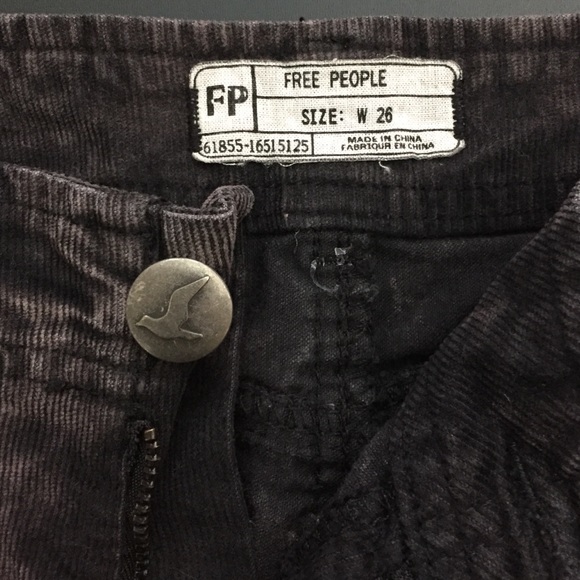 FP
FREE PEOPLE
SIZE: W 26
61855-16515125
MADE IN CHINA
FABRIQUR EN CHINA